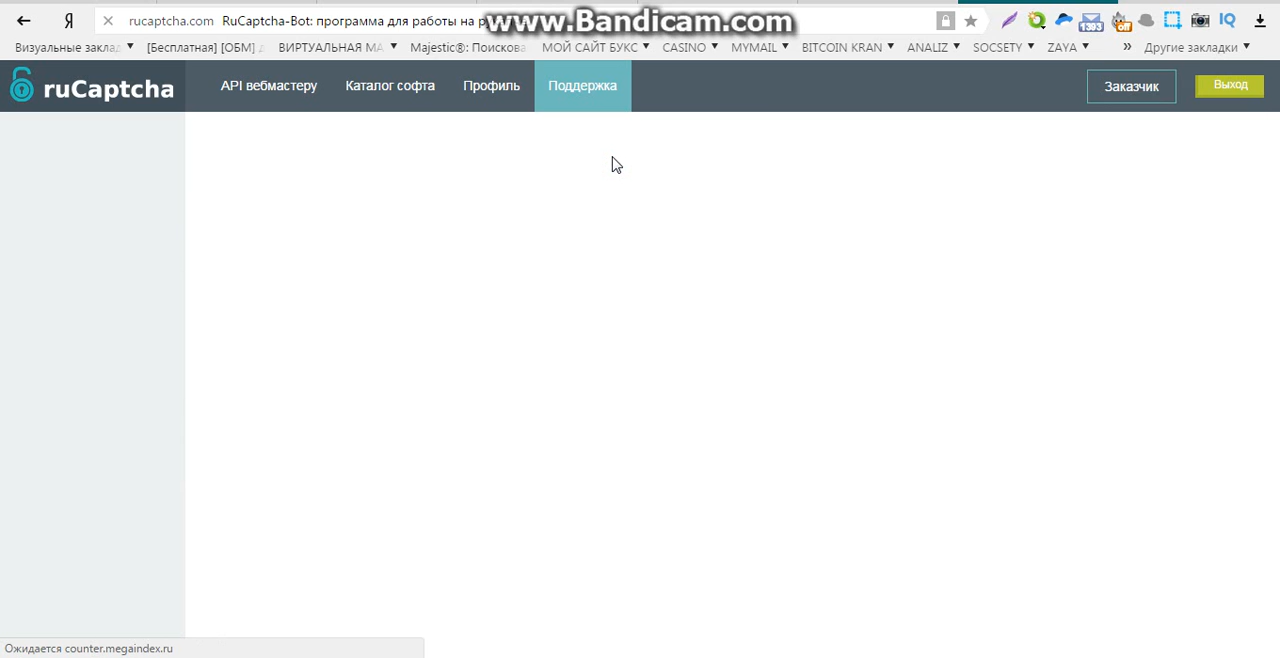 www.Bandicam.com
Я rucaptcha.com RuCaptcha-Bot: программа для работы на
Визуальные заклад [Бесплатная] [ОБМ] ВИРТУАЛЬНАЯ МА Majestic®: Поискова МОЙ САЙТ БУКС CASINO MYMAIL BITCOIN KRAN ANALIZ SOCSETY ZAYA » Другие закладки
ruCaptcha API вебмастеру Каталог софта Профиль Поддержка Заказчик Выход
Ожидается counter.megaindex.ru